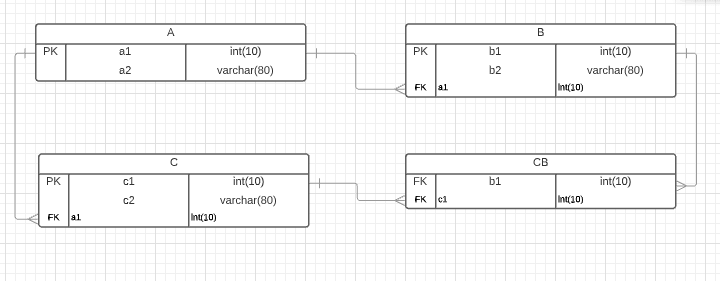 A
PK a1 int(10)
a2 varchar(80)
B
PK b1 int(10)
b2 varchar(80)
FK a1 int(10)
C
PK c1 int(10)
c2 varchar(80)
FK a1 int(10)
CB
FK b1 int(10)
FK c1 int(10)